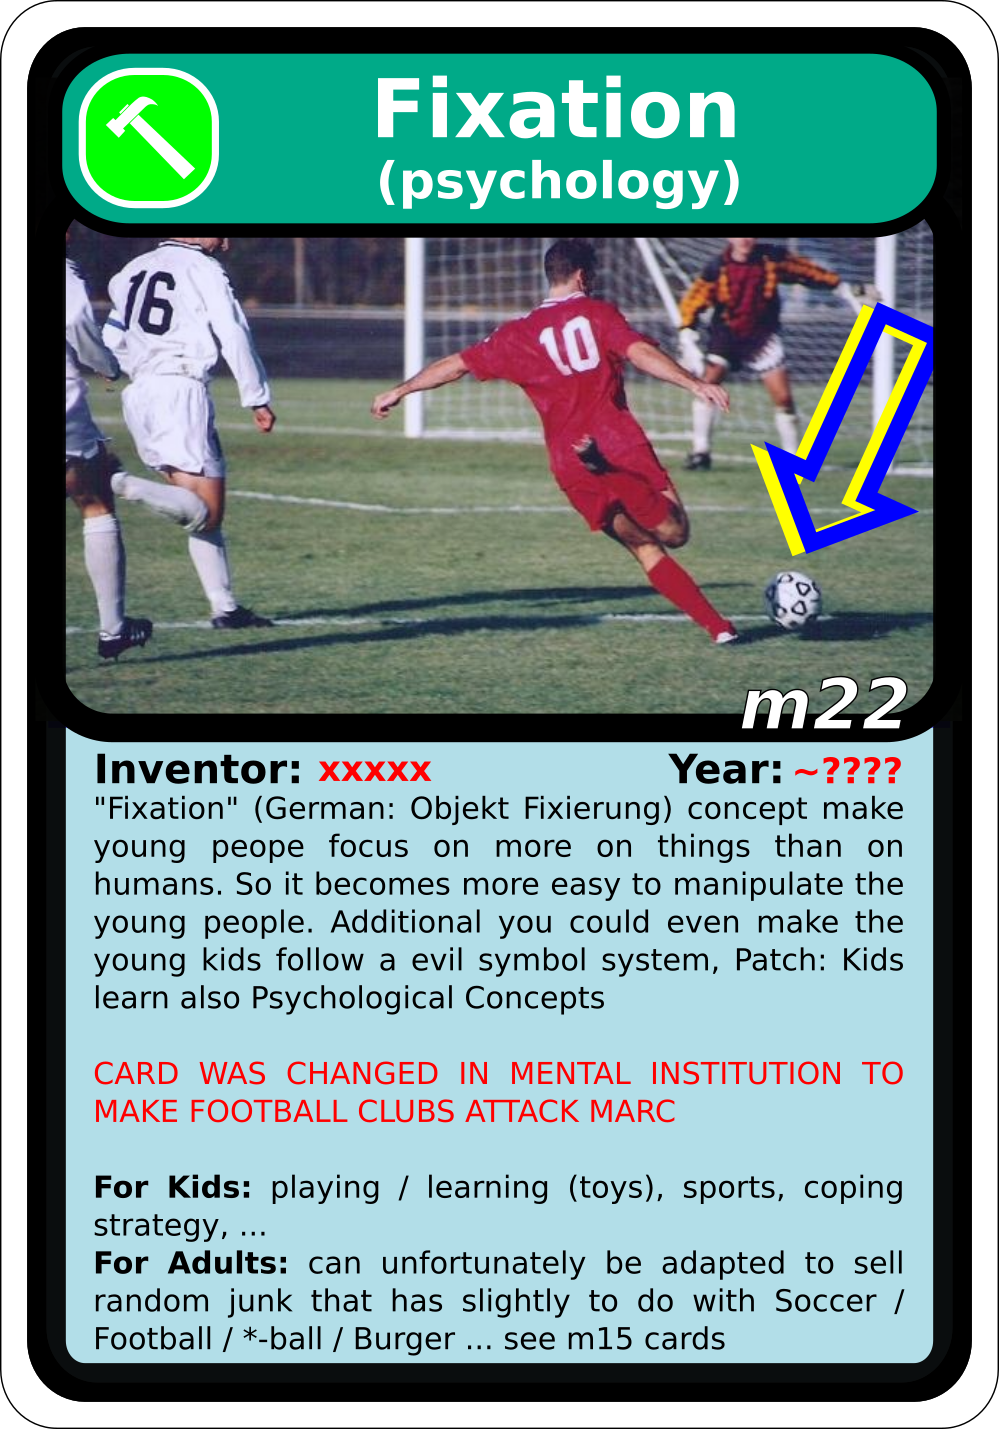 Fixation
(psychology)
16
10
m22
Inventor: xxxxx Year: ~????
"Fixation" (German: Objekt Fixierung) concept make
young peope focus on more on things than on
humans. So it becomes more easy to manipulate the
young people. Additional you could even make the
young kids follow a evil symbol system, Patch: Kids
learn also Psychological Concepts
CARD WAS CHANGED IN MENTAL INSTITUTION TO
MAKE FOOTBALL CLUBS ATTACK MARC
For Kids: playing / learning (toys), sports, coping
strategy, ...
For Adults: can unfortunately be adapted to sell
random junk that has slightly to do with Soccer /
Football / *-ball / Burger ... see m15 cards